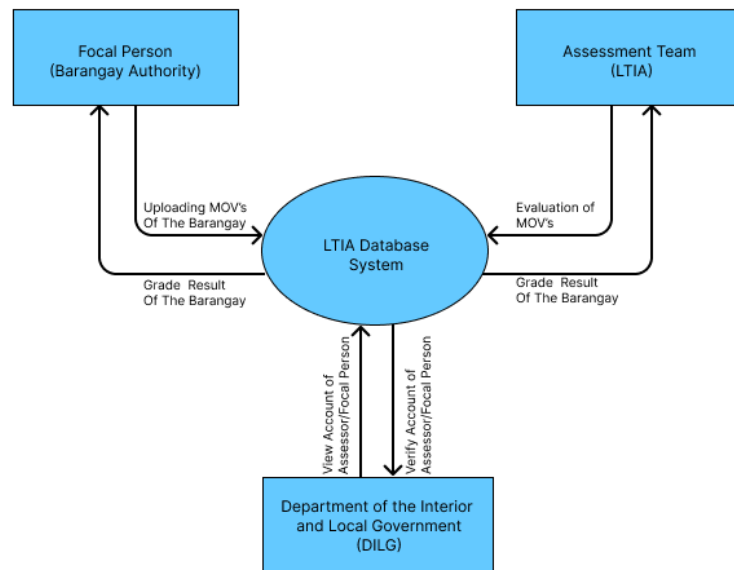 Focal Person
(Barangay Authority)
Assessment Team
(LTIA)
Uploading MOV's
Of The Barangay
Evaluation of
MOV's
LTIA Database
System
Grade Result
Of The Barangay
Grade Result
Of The Barangay
View Account of
Assessor/Focal Person
Verify Account of
Assessor/Focal Person
Department of the Interior
and Local Government
(DILG)